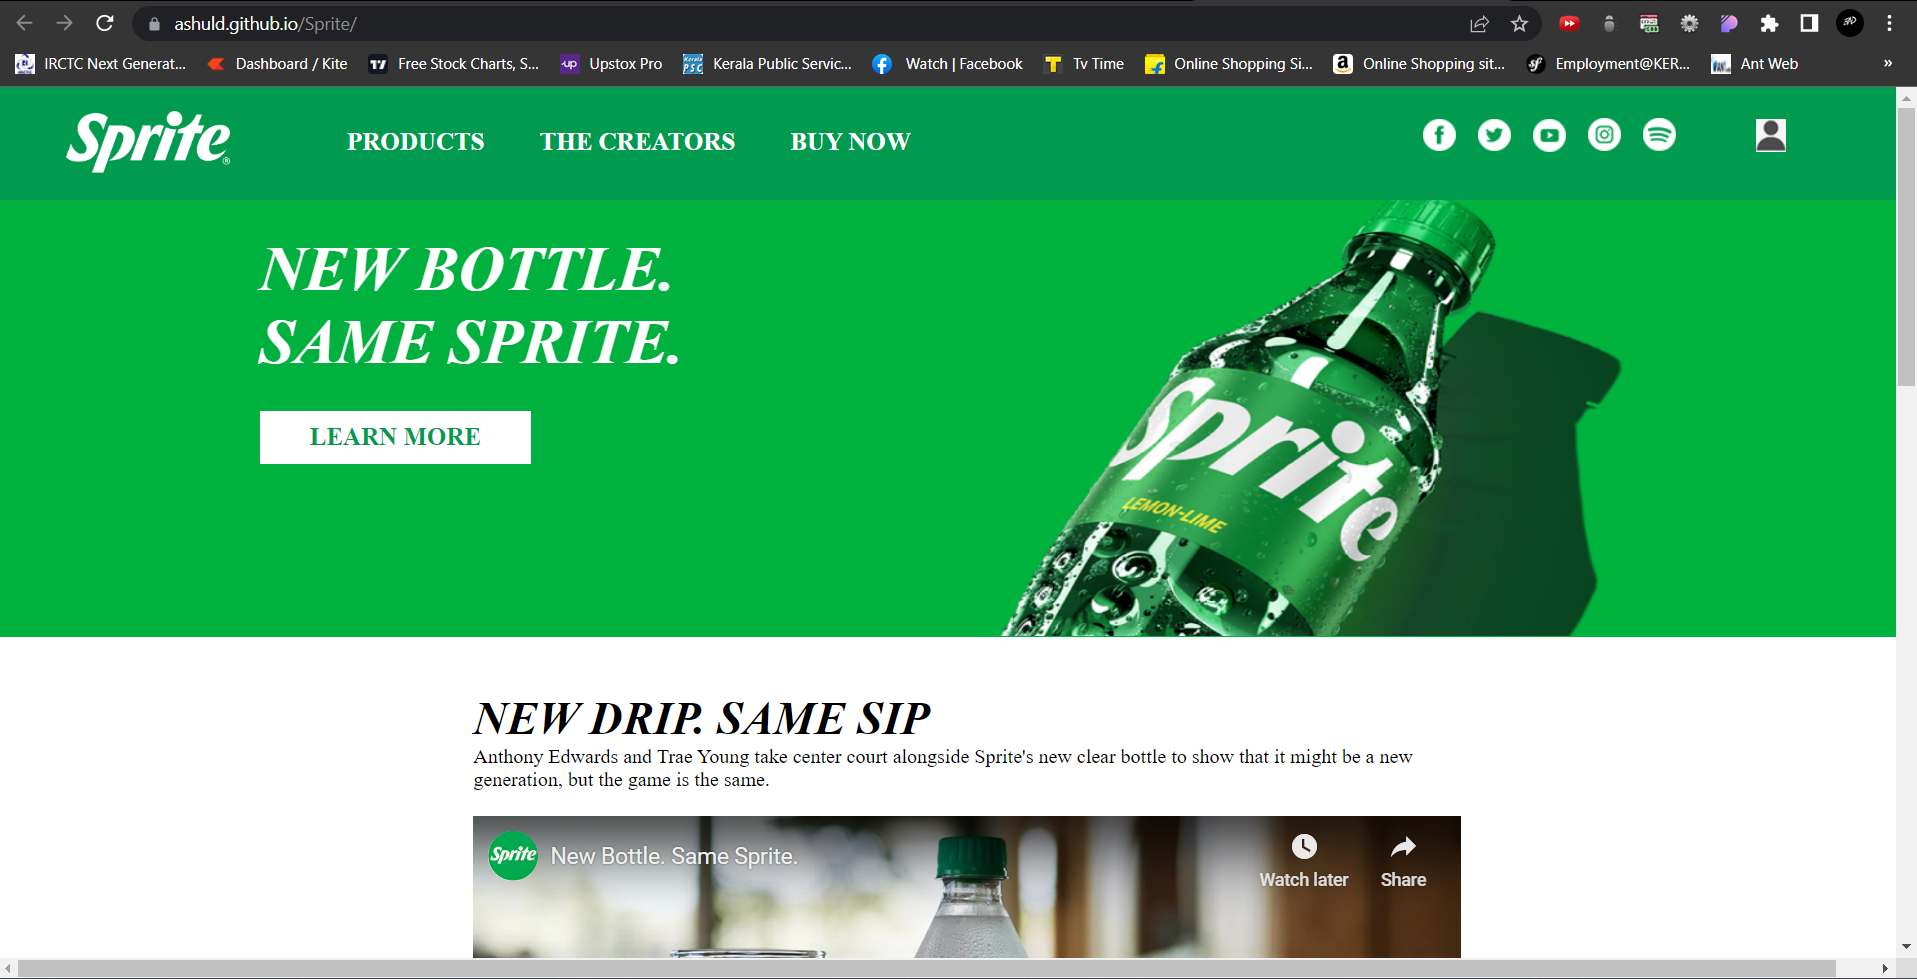 ashuld.github.io/Sprite/
IRCTC Next Generat... Dashboard / Kite Free Stock Charts, S... Upstox Pro Kerala Public Servic... Watch | Facebook Tv Time Online Shopping Si... Online Shopping sit... Employment@KER... Ant Web »
Sprite® PRODUCTS THE CREATORS BUY NOW
NEW BOTTLE.
SAME SPRITE.
LEARN MORE
Sprite
LEMON-LIME
NEW DRIP. SAME SIP
Anthony Edwards and Trae Young take center court alongside Sprite's new clear bottle to show that it might be a new
generation, but the game is the same.
Sprite New Bottle. Same Sprite.
Watch later Share